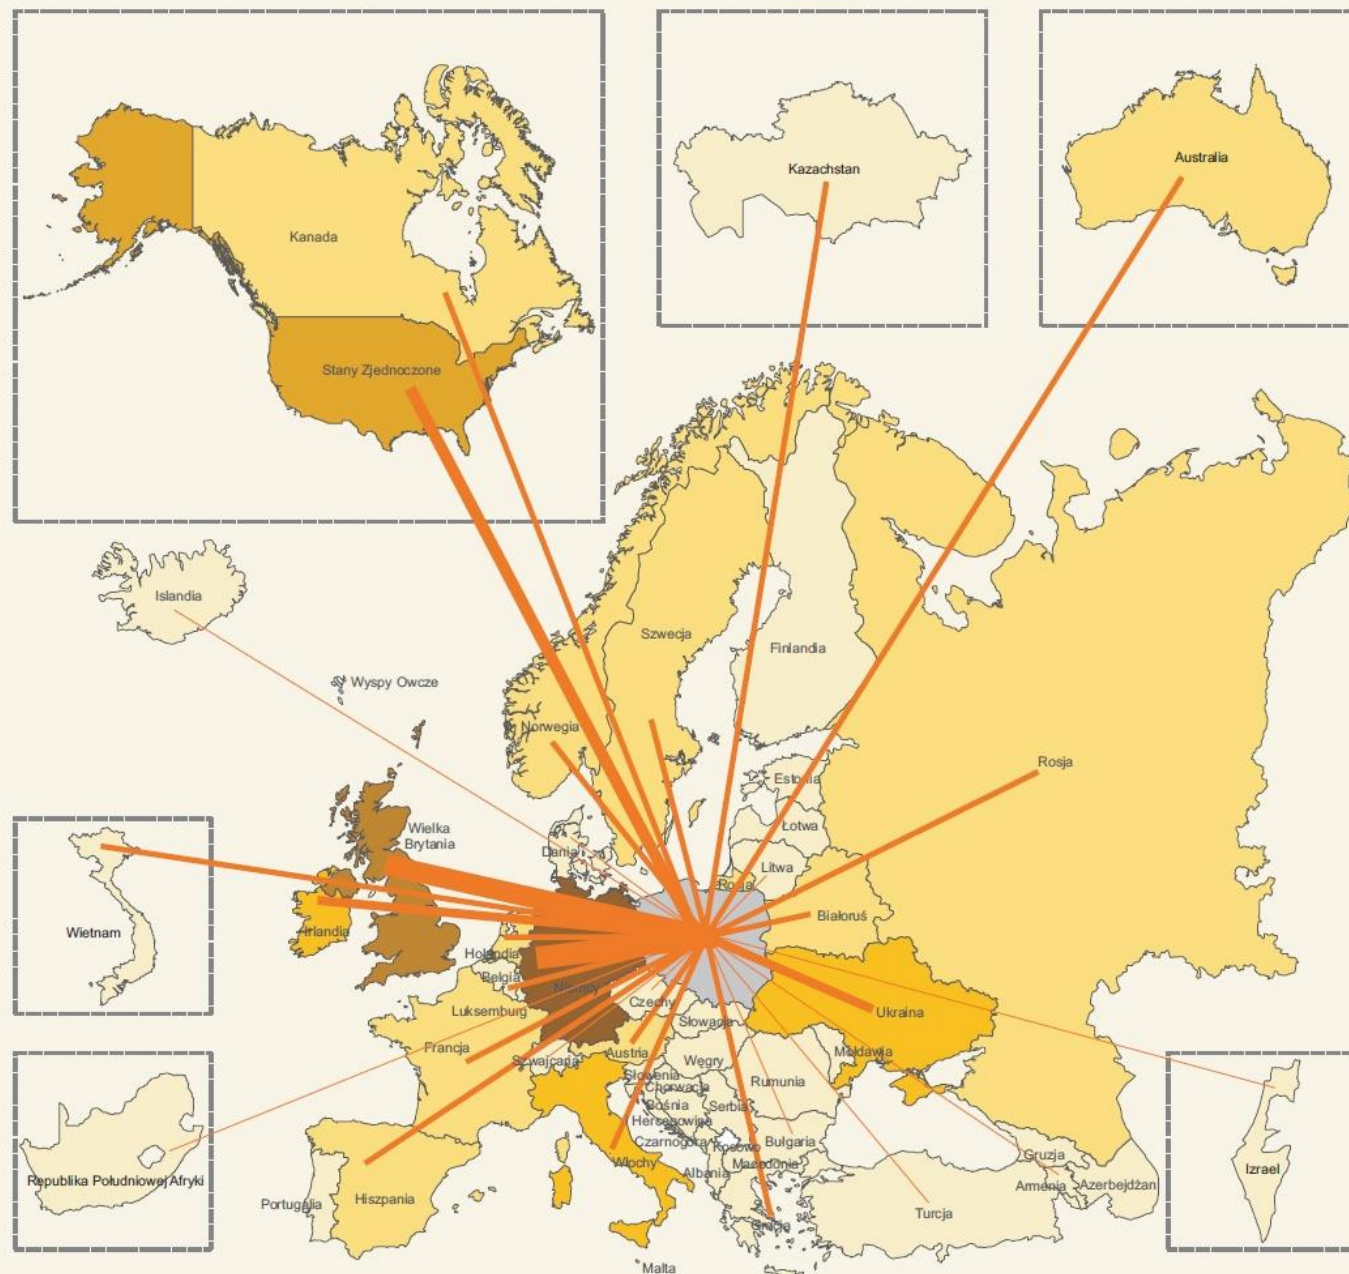 Kanada
Stany Zjednoczone
Kazachstan
Australia
Islandia
Wyspy Owcze
Szwecja
Finlandia
Norwegia
Rosja
Estonia
Łotwa
Litwa
Rosja
Białoruś
Dania
Wielka
Brytania
Irlandia
Wietnam
Holandia
Belgia
Niemcy
Luksemburg
Czechy
Słowacja
Ukraina
Francja
Szwajcaria
Austria
Węgry
Mołdawia
Słowenia
Chorwacja
Rumunia
Bośnia
Hercegowina
Serbia
Czarnogóra
Kosowo
Bułgaria
Włochy
Albania
Macedonia
Gruzja
Armenia
Azerbejdżan
Izrael
Republika Południowej Afryki
Portugalia
Hiszpania
Grecja
Turcja
Malta